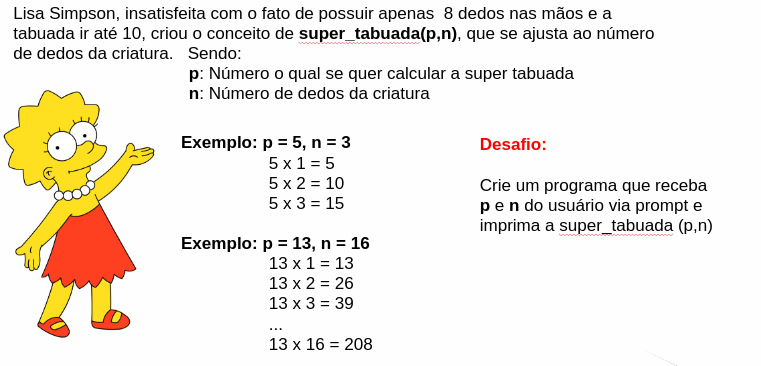 Lisa Simpson, insatisfeita com o fato de possuir apenas  8 dedos nas mãos e a
tabuada ir até 10, criou o conceito de super_tabuada(p,n), que se ajusta ao número
de dedos da criatura.   Sendo:
p: Número o qual se quer calcular a super tabuada
n: Número de dedos da criatura
Exemplo: p = 5, n = 3
5 x 1 = 5
5 x 2 = 10
5 x 3 = 15
Exemplo: p = 13, n = 16
13 x 1 = 13
13 x 2 = 26
13 x 3 = 39
...
13 x 16 = 208
Desafio:
Crie um programa que receba
p e n do usuário via prompt e
imprima a super_tabuada (p,n)